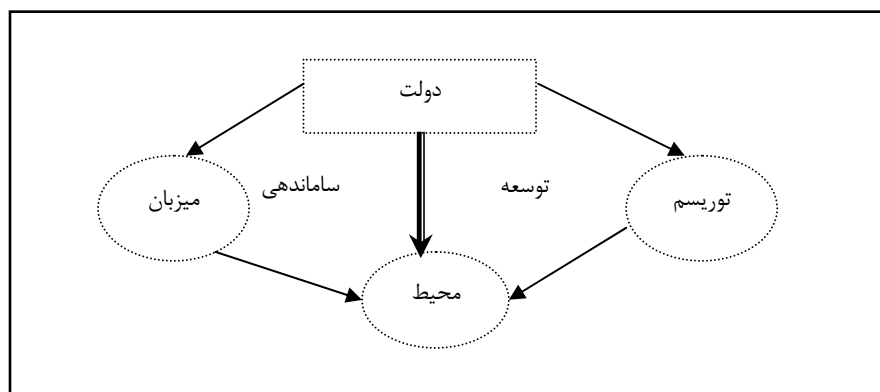 دولت
توسعه
ساماندهی
توریسم
میزبان
محیط